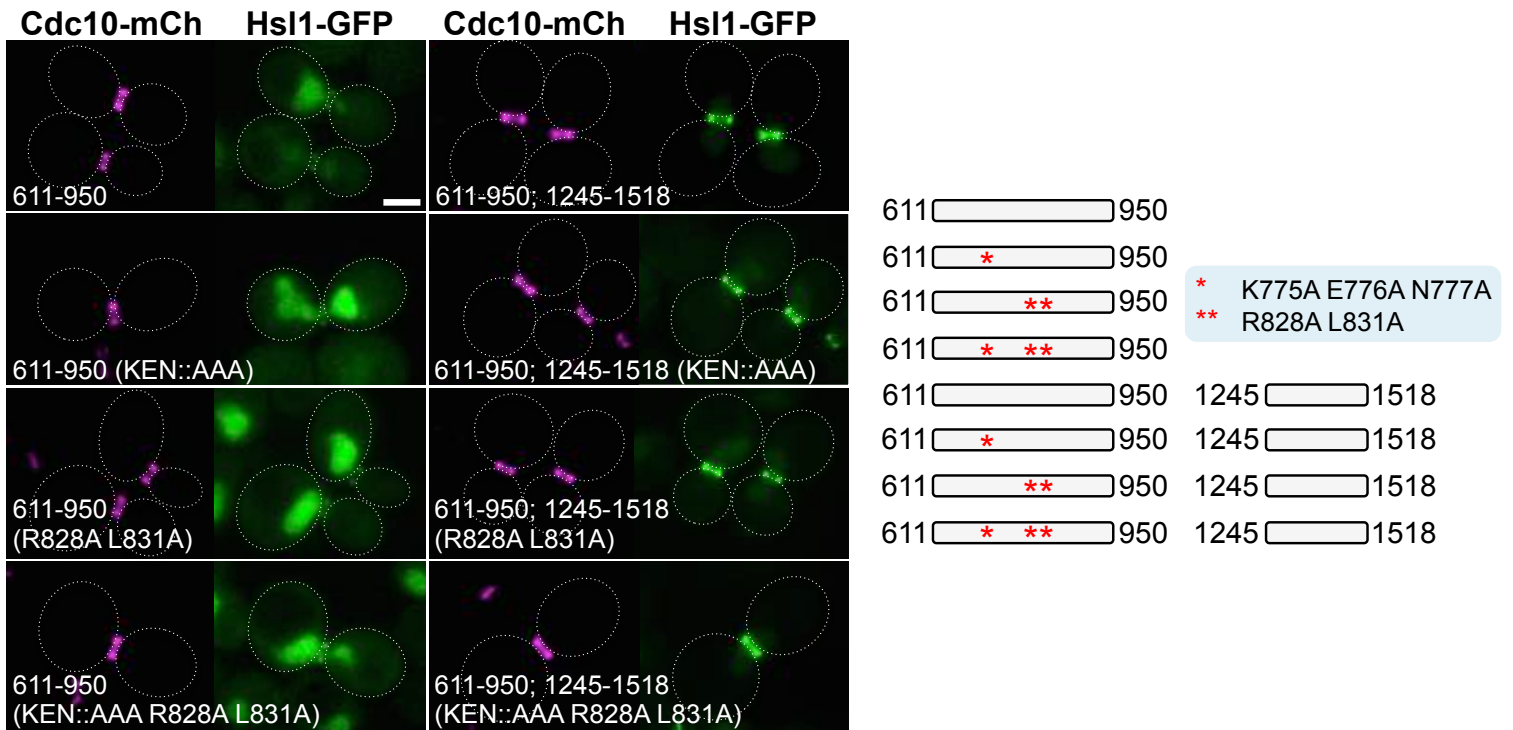 Cdc10-mCh Hsl1-GFP Cdc10-mCh Hsl1-GFP
611-950
611-950; 1245-1518
611-950 (KEN::AAA)
611-950; 1245-1518 (KEN::AAA)
611-950
(R828A L831A)
611-950; 1245-1518
(R828A L831A)
611-950
(KEN::AAA R828A L831A)
611-950; 1245-1518
(KEN::AAA R828A L831A)
611 950
611 * 950
611 ** 950
611 * ** 950
611 950 1245 1518
611 * 950 1245 1518
611 ** 950 1245 1518
611 * ** 950 1245 1518
* K775A E776A N777A
** R828A L831A